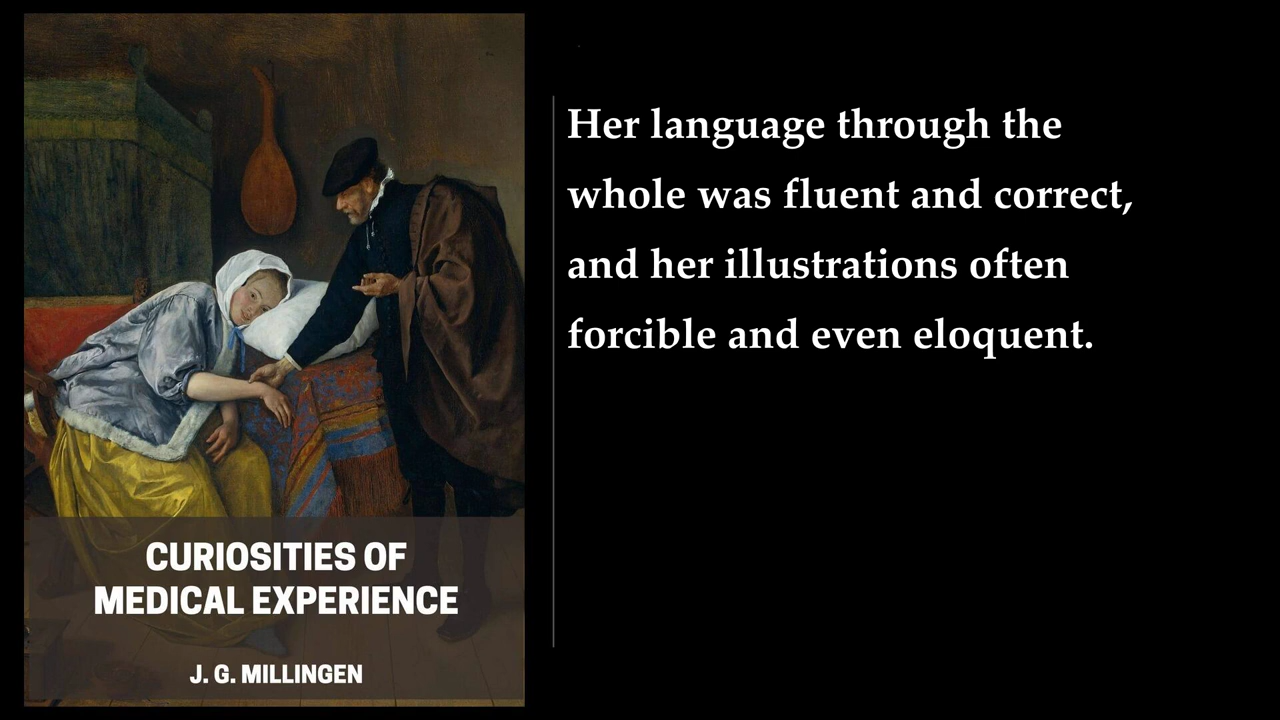 Her language through the
whole was fluent and correct,
and her illustrations often
forcible and even eloquent.
CURIOSITIES OF
MEDICAL EXPERIENCE
J. G. MILLINGEN